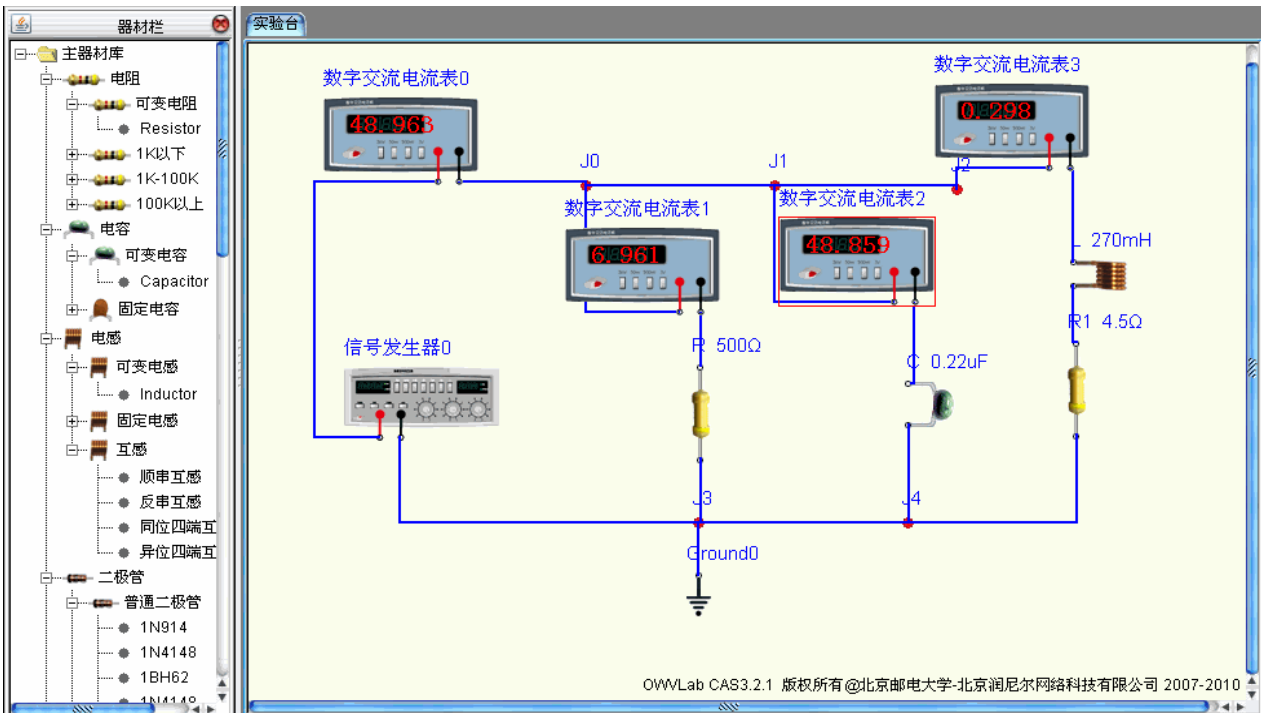 器材栏
主器材库
电阻
可变电阻
Resistor
1K以下
1K-100K
100K以上
电容
可变电容
Capacitor
固定电容
电感
可变电感
Inductor
固定电感
互感
顺串互感
反串互感
同位四端互
异位四端互
二极管
普通二极管
1N914
1N4148
1BH62
1N4149
实验台
数字交流电流表0
48.963
数字交流电流表3
0.298
J0
J1
J2
数字交流电流表1
6.961
数字交流电流表2
48.859
L 270mH
R1 4.5Ω
信号发生器0
R 500Ω
C 0.22uF
J3
J4
Ground0
OWVLab CAS3.2.1 版权所有@北京邮电大学-北京润尼尔网络科技有限公司 2007-2010